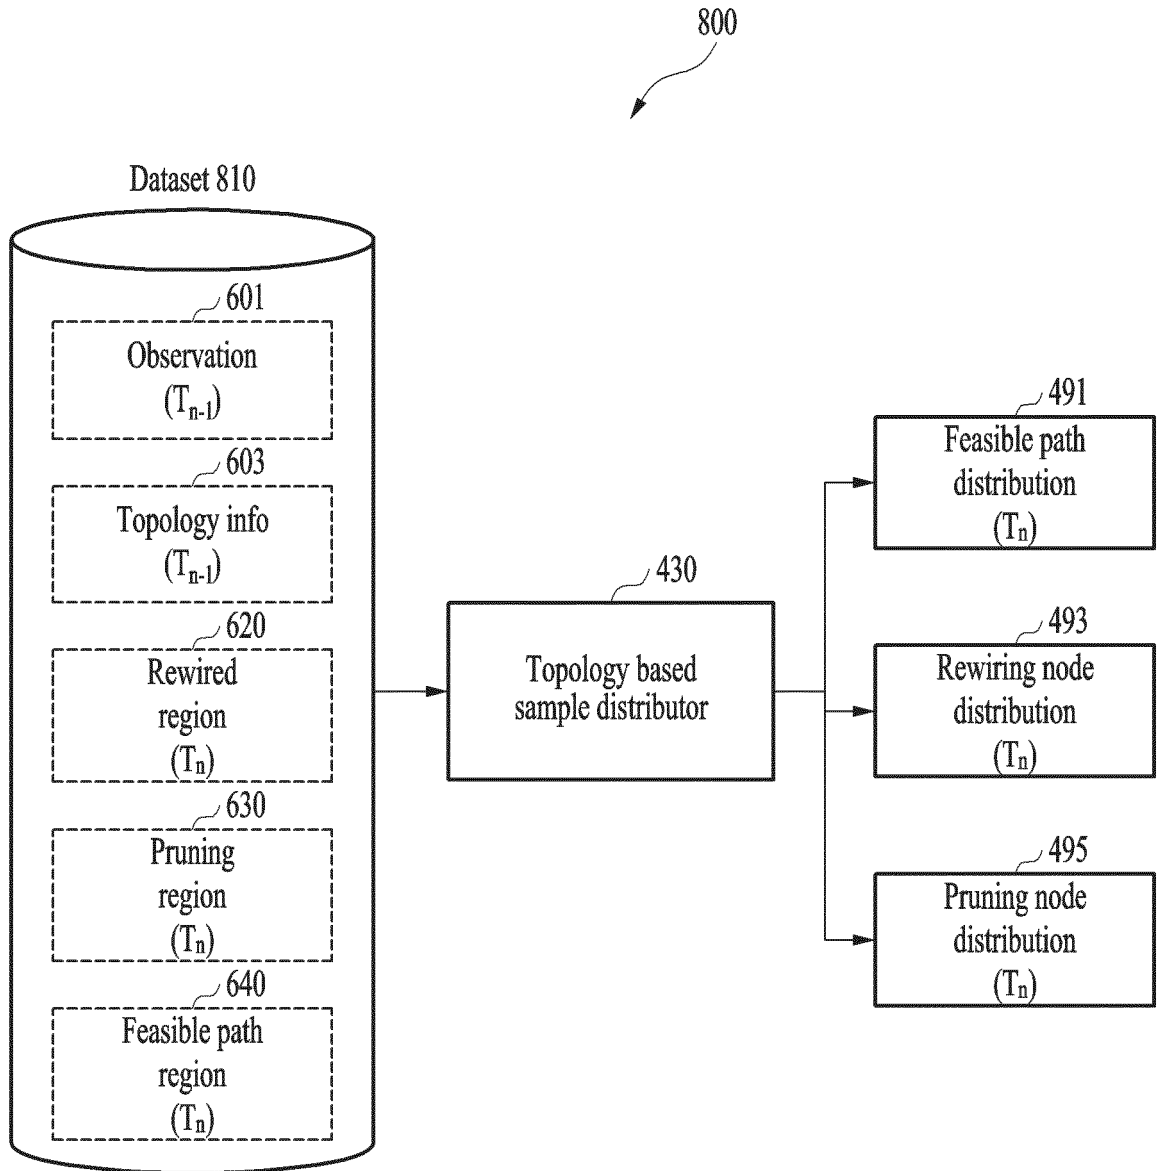 800
Dataset 810
601
Observation
(Tn-1)
603
Topology info
(Tn-1)
620
Rewired
region
(Tn)
630
Pruning
region
(Tn)
640
Feasible path
region
(Tn)
430
Topology based
sample distributor
491
Feasible path
distribution
(Tn)
493
Rewiring node
distribution
(Tn)
495
Pruning node
distribution
(Tn)